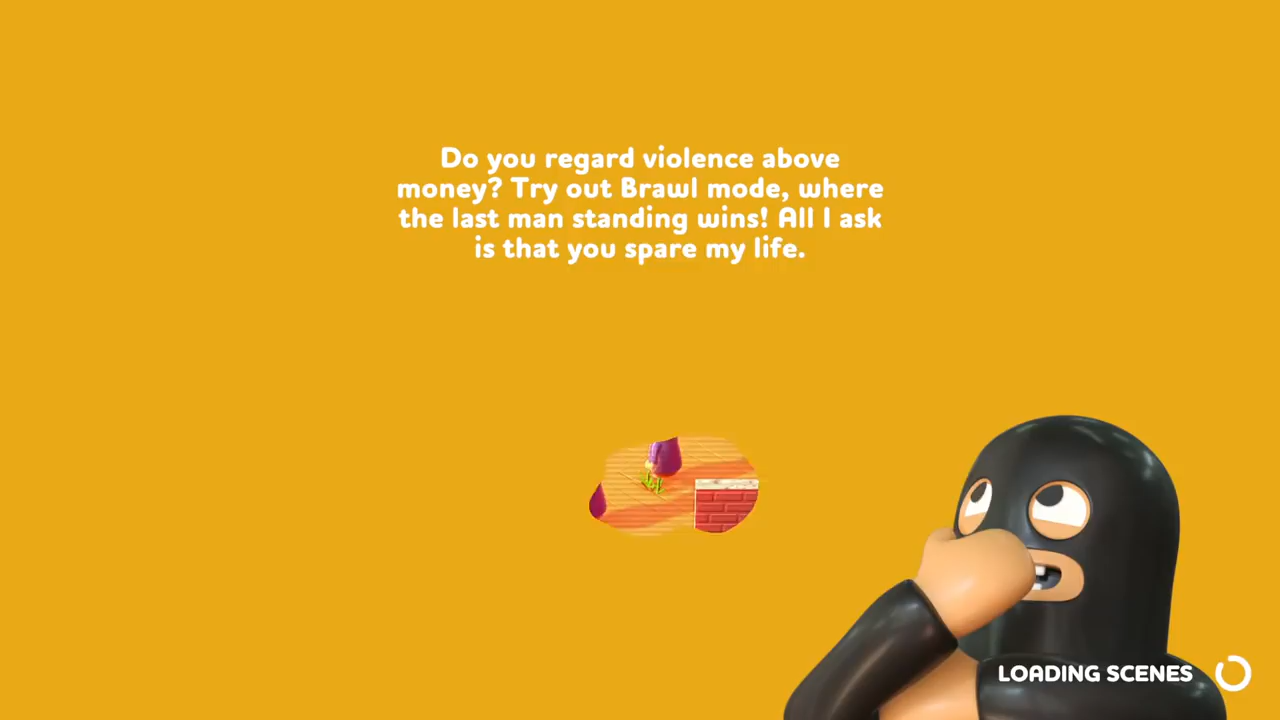 Do you regard violence above
money? Try out Brawl mode, where
the last man standing wins! All I ask
is that you spare my life.
LOADING SCENES